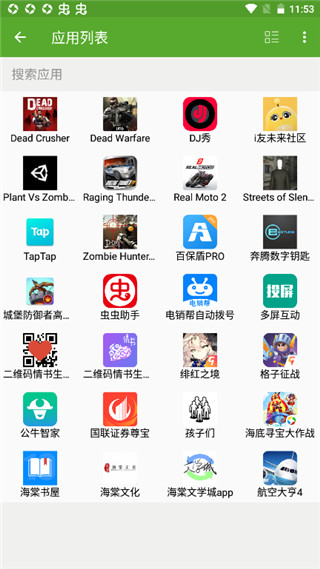 虫 虫 11:53
应用列表
搜索应用
DEAD
Dead Crusher
Dead Warfare
DJ秀
i友未来社区
Plant Vs Zomb...
Raging Thunde...
Real Moto 2
Streets of Slen...
Tap
TapTap
Zombie Hunter...
百保盾PRO
奔腾数字钥匙
虫
电销帮
投屏
城堡防御者高...
虫虫助手
电销帮自动拨号
多屏互动
情书
二维码情书生...
二维码情书生...
绯红之境
格子征战
公牛智家
国联证券尊宝
孩子们
海底寻宝大作战
海棠书屋
海棠文化
海棠文学城app
航空大亨4